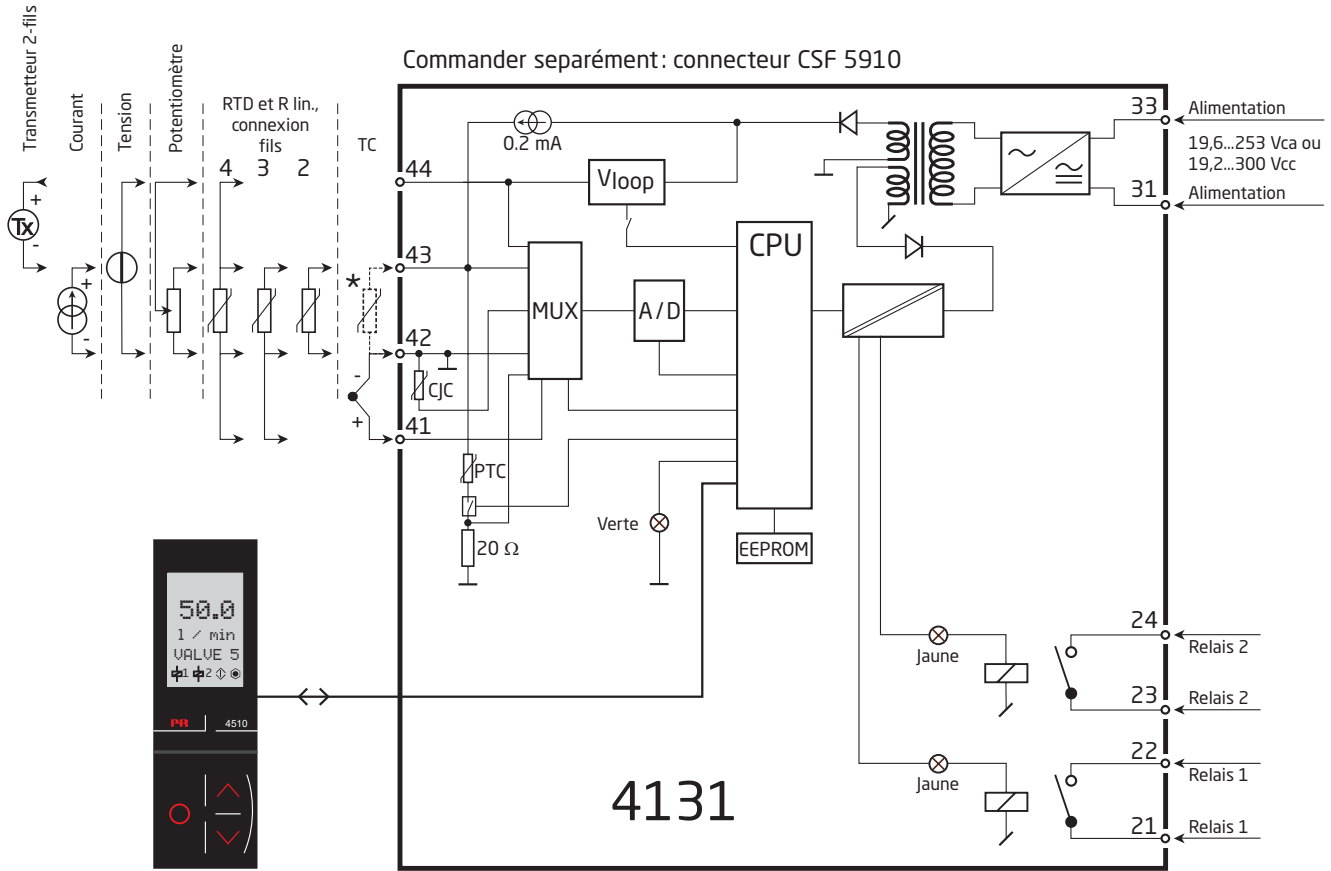 Commander separément: connecteur CSF 5910
Transmetteur 2-fils
Courant
Tension
Potentiomètre
RTD et R lin.,
connexion
fils
4 3 2
TC
+
Tx
-
+
-
*
-
+
44
43
42
41
0.2 mA
Vloop
MUX
A/D
CPU
CJC
PTC
20 Ω
Verte
EEPROM
33
Alimentation
19,6...253 Vca ou
19,2...300 Vcc
31
Alimentation
24
Relais 2
Jaune
23
Relais 2
22
Relais 1
Jaune
21
Relais 1
4131
50.0
l / min
VALVE 5
1 2
PR 4510